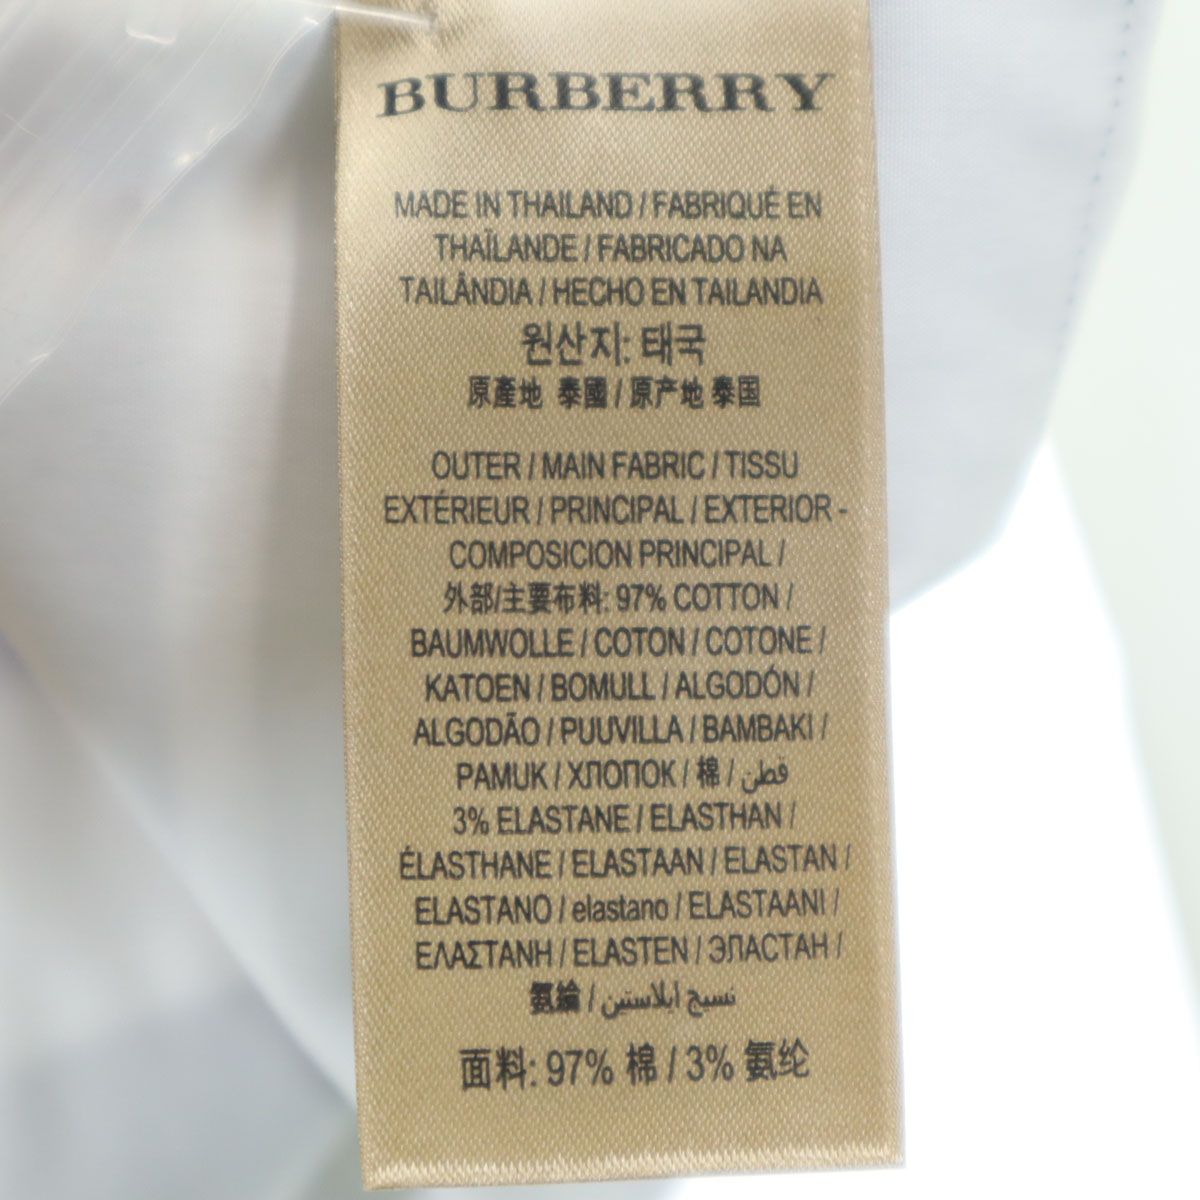 BURBERRY
MADE IN THAILAND / FABRIQUÉ EN
THAÏLANDE / FABRICADO NA
TAILÂNDIA / HECHO EN TAILANDIA
원산지: 태국
原產地 泰國 / 原产地 泰国
OUTER / MAIN FABRIC / TISSU
EXTÉRIEUR / PRINCIPAL / EXTERIOR -
COMPOSICION PRINCIPAL /
外部/主要布料: 97% COTTON /
BAUMWOLLE / COTON / COTONE /
KATOEN / BOMULL / ALGODÓN /
ALGODÃO / PUUVILLA / BAMBAKI /
PAMUK / ХЛОПОК / 棉 / قطن
3% ELASTANE / ELASTHAN /
ÉLASTHANE / ELASTAAN / ELASTAN /
ELASTANO / elastano / ELASTAANI /
ΕΛΑΣΤΑΝΗ / ELASTEN / ЭЛАСТАН /
氨綸 / نسيج ايلاستين
面料: 97% 棉 / 3% 氨纶